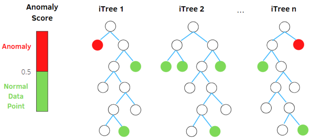 Anomaly
Score
iTree 1
iTree 2
...
iTree n
Anomaly
0.5
Normal
Data
Point